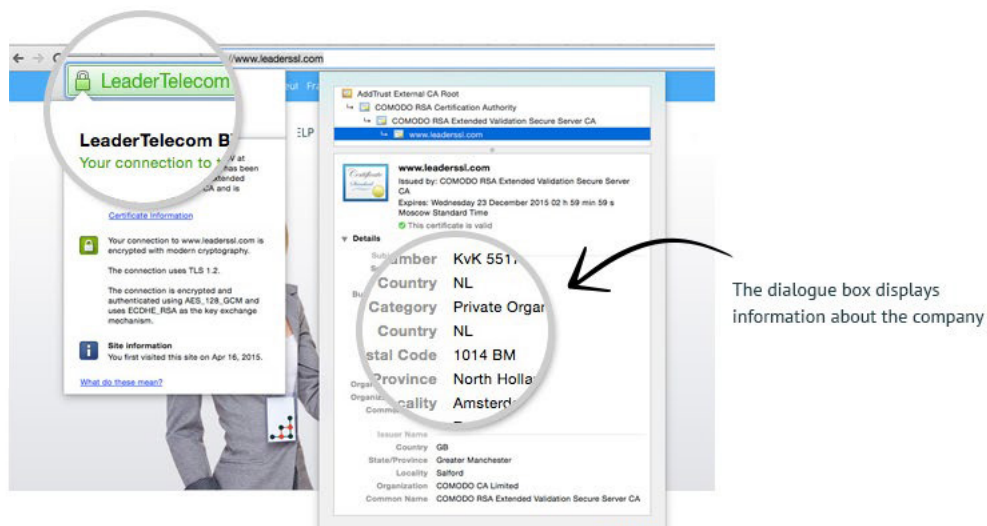 //www.leaderssl.com
LeaderTelecom
LeaderTelecom B
Your connection to
at
has been
CA and is
Certificate Information
Your connection to www.leaderssl.com is
encrypted with modern cryptography.
The connection uses TLS 1.2.
The connection is encrypted and
authenticated using AES_128_GCM and
uses ECDHE_RSA as the key exchange
mechanism.
Site information
You first visited this site on Apr 16, 2015.
What do these mean?
AddTrust External CA Root
COMODO RSA Certification Authority
COMODO RSA Extended Validation Secure Server CA
www.leaderssl.com
www.leaderssl.com
Issued by: COMODO RSA Extended Validation Secure Server
CA
Expires: Wednesday 23 December 2015 02 h 59 min 59 s
Moscow Standard Time
This certificate is valid
Details
umber KvK 551
Country NL
Category Private Organ
Country NL
stal Code 1014 BM
Province North Holla
cality Amsterd
Issuer Name
Country GB
State/Province Greater Manchester
Locality Salford
Organization COMODO CA Limited
Common Name COMODO RSA Extended Validation Secure Server CA
The dialogue box displays
information about the company